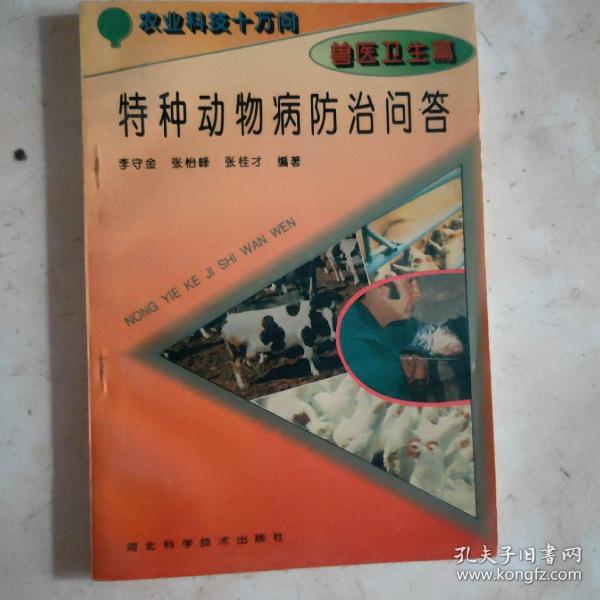 农业科技十万问
兽医卫生篇
特种动物病防治问答
李守金 张怡峰 张桂才 编著
NONG YIE KE JI SHI WAN WEN
河北科学技术出版社
孔夫子旧书网
www.kongfz.com